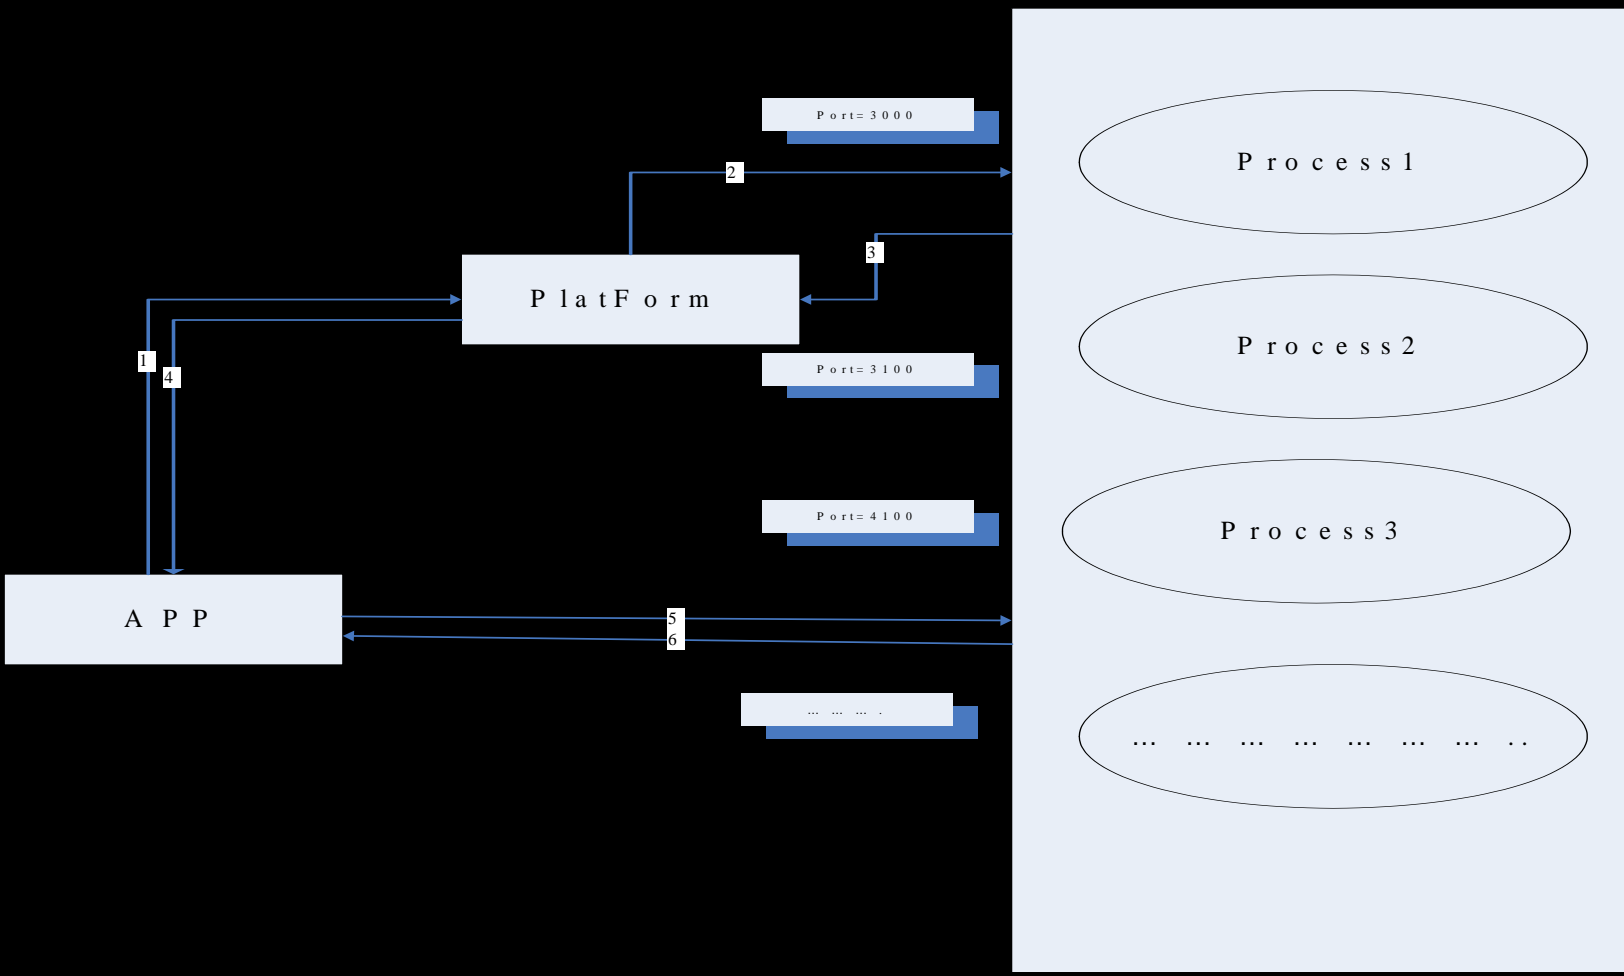 Port=3000
Process1
2
3
PlatForm
Process2
1
4
Port=3100
Port=4100
Process3
APP
5
6
… … … .
… … … … … … … . .